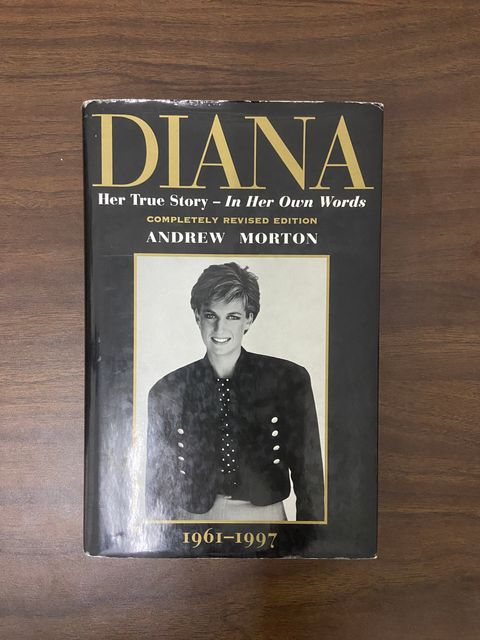 DIANA
Her True Story – In Her Own Words
COMPLETELY REVISED EDITION
ANDREW MORTON
1961–1997